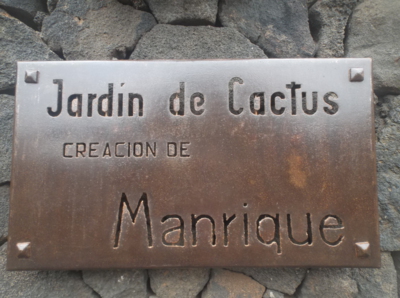 Jardín de Cactus
CREACION DE
Manrique